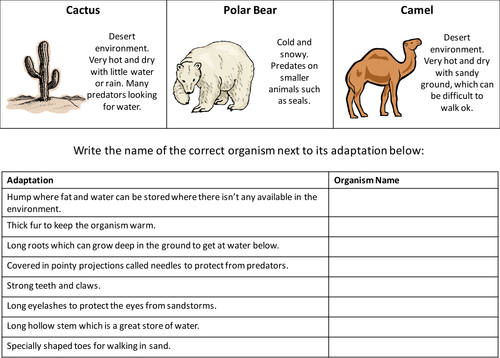 Cactus
Desert
environment.
Very hot and dry
with little water
or rain. Many
predators looking
for water.
Polar Bear
Cold and
snowy.
Predates on
smaller
animals such
as seals.
Camel
Desert
environment.
Very hot and dry
with sandy
ground, which can
be difficult to
walk ok.
Write the name of the correct organism next to its adaptation below:
Adaptation Organism Name
Hump where fat and water can be stored where there isn't any available in the
environment.
Thick fur to keep the organism warm.
Long roots which can grow deep in the ground to get at water below.
Covered in pointy projections called needles to protect from predators.
Strong teeth and claws.
Long eyelashes to protect the eyes from sandstorms.
Long hollow stem which is a great store of water.
Specially shaped toes for walking in sand.